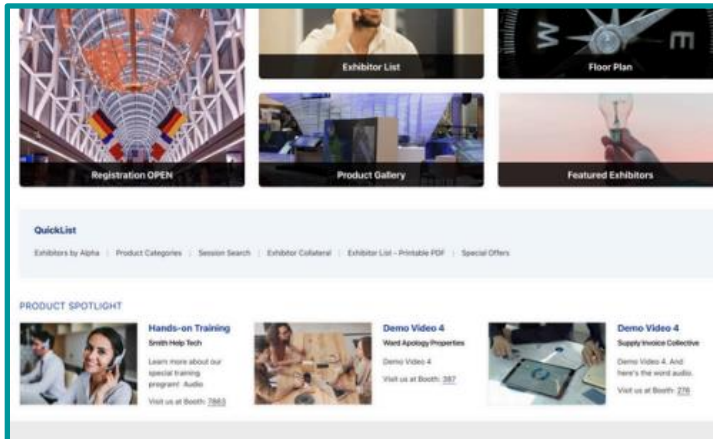 Exhibitor List
Floor Plan
Registration OPEN
Product Gallery
Featured Exhibitors
QuickList
Exhibitors by Alpha | Product Categories | Session Search | Exhibitor Collateral | Exhibitor List - Printable PDF | Special Offers
PRODUCT SPOTLIGHT
Hands-on Training
Smith Help Tech
Learn more about our
special training
program! Audio
Visit us at Booth: 7863
Demo Video 4
Ward Apology Properties
Demo Video 4
Visit us at Booth: 387
Demo Video 4
Supply Invoice Collective
Demo Video 4. And
here's the word audio.
Visit us at Booth: 276
W
E